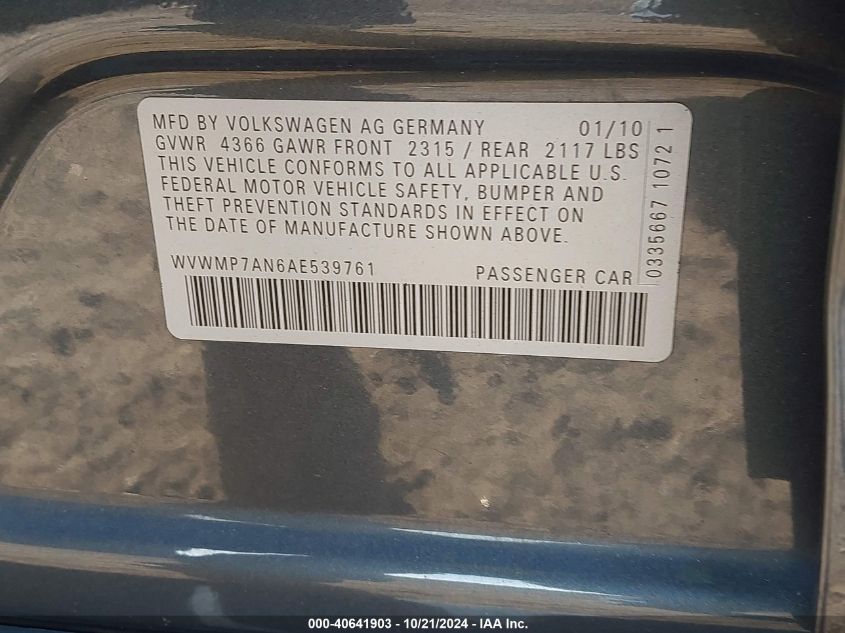 MFD BY VOLKSWAGEN AG GERMANY 01/10
GVWR 4366 GAWR FRONT 2315 / REAR 2117 LBS
THIS VEHICLE CONFORMS TO ALL APPLICABLE U.S.
FEDERAL MOTOR VEHICLE SAFETY, BUMPER AND
THEFT PREVENTION STANDARDS IN EFFECT ON
THE DATE OF MANUFACTURE SHOWN ABOVE.
WVWMP7AN6AE539761 PASSENGER CAR
0335667 1072 1
000-40641903 - 10/21/2024 - IAA Inc.